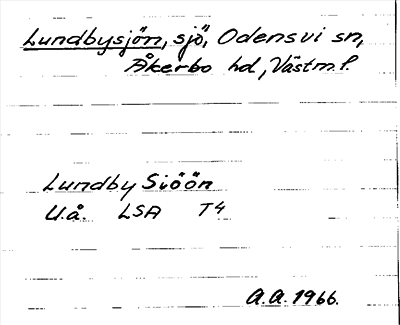 Lundbysjön, sjö, Odensvi sn,
Åkerbo hd, Västm.l.
Lundby Siöön
U.å. LSA T4
A.A. 1966.